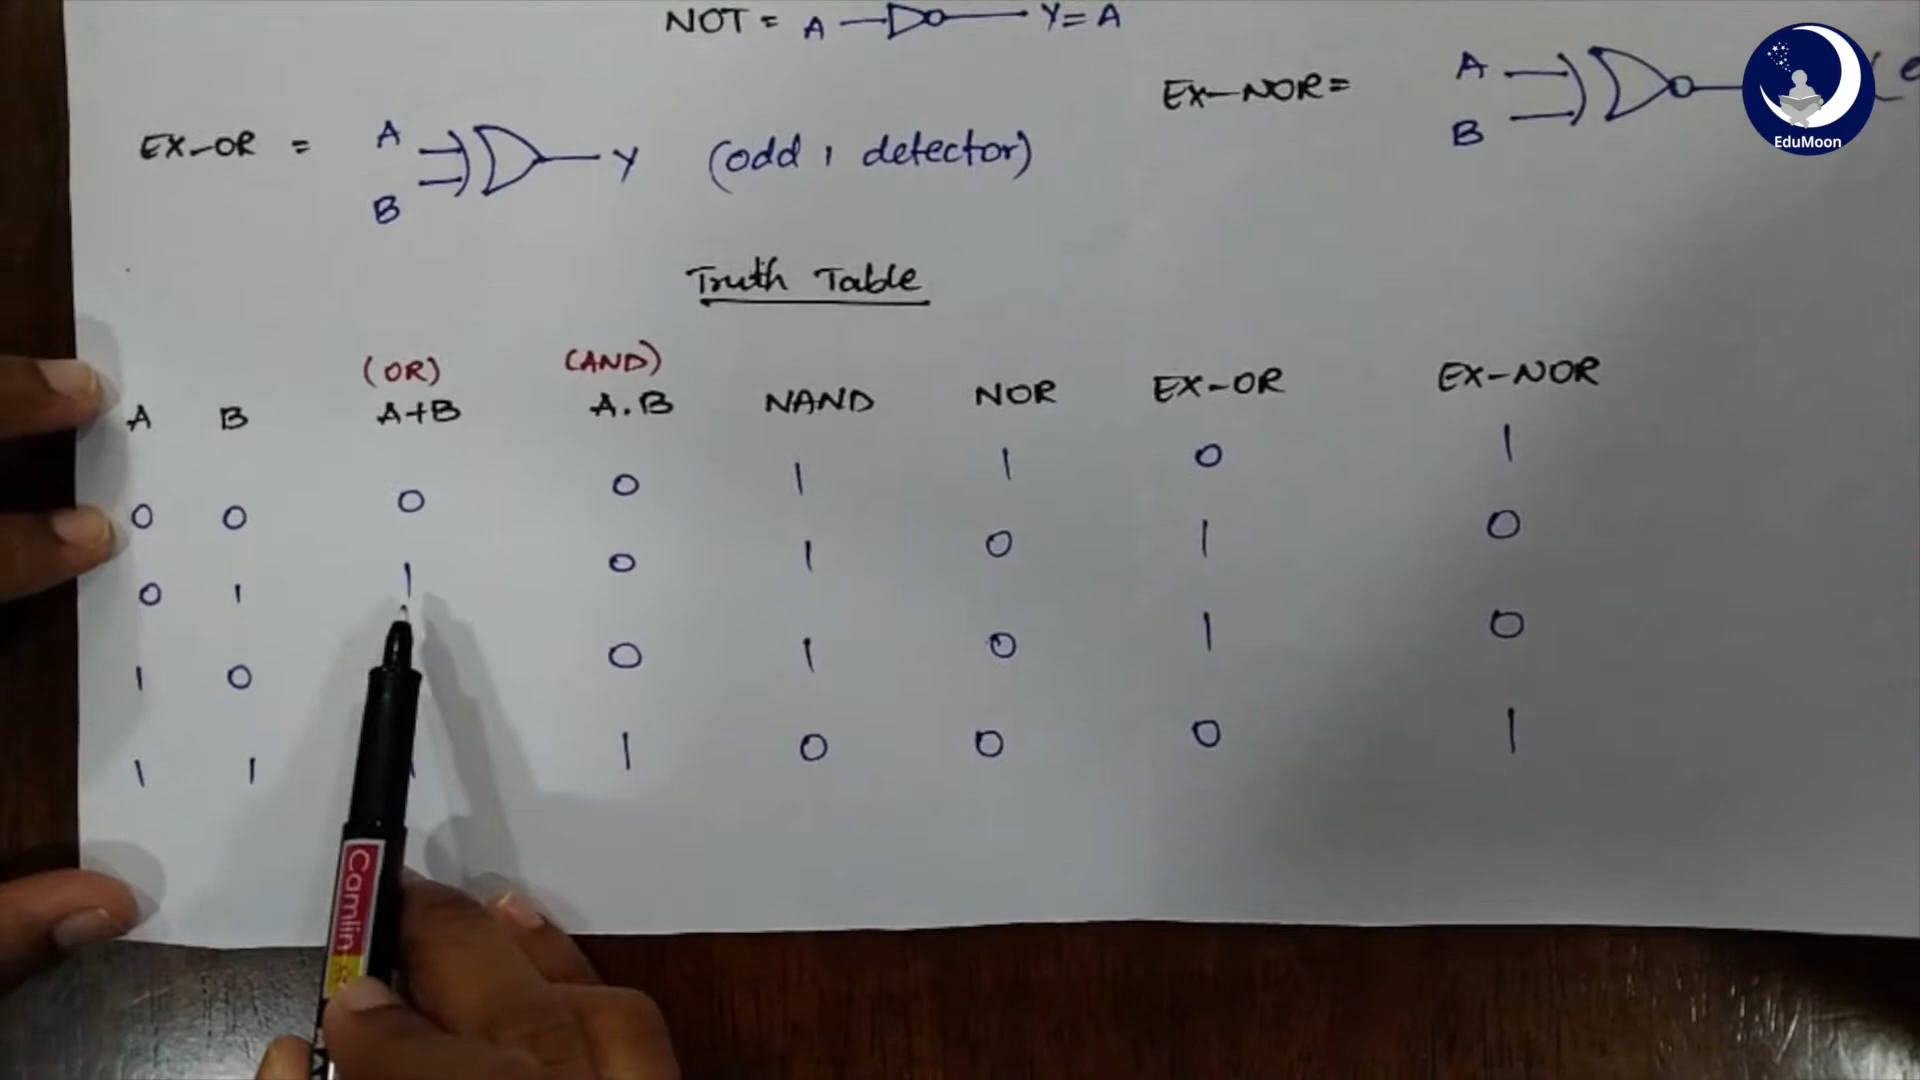 NOT = A Y = A
EX-NOR = A B
EX-OR = A B Y (odd 1 detector)
EduMoon
Truth Table
(OR) (AND)
A B A+B A.B NAND NOR EX-OR EX-NOR
0 0 0 0 1 1 0 1
0 1 1 0 1 0 1 0
1 0 0 1 0 1 0
1 1 1 0 0 0 1
Camlin